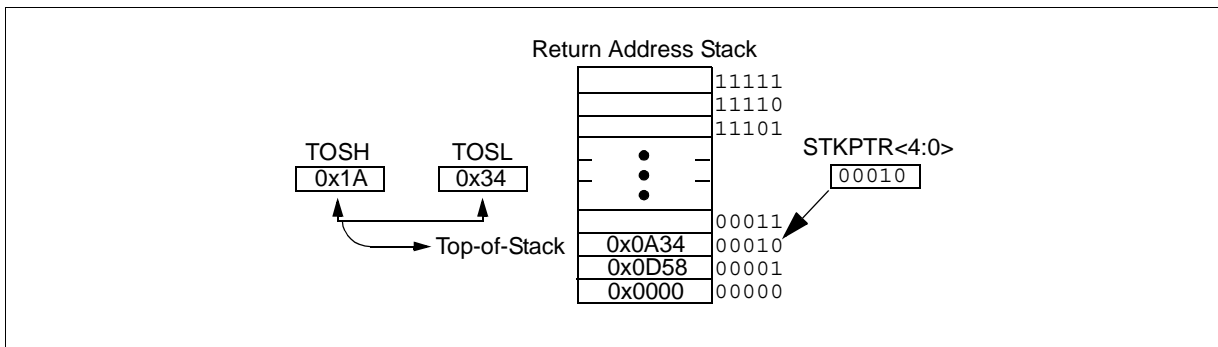 Return Address Stack
11111
11110
11101
TOSH TOSL STKPTR<4:0>
0x1A 0x34 00010
00011
Top-of-Stack 0x0A34 00010
0x0D58 00001
0x0000 00000